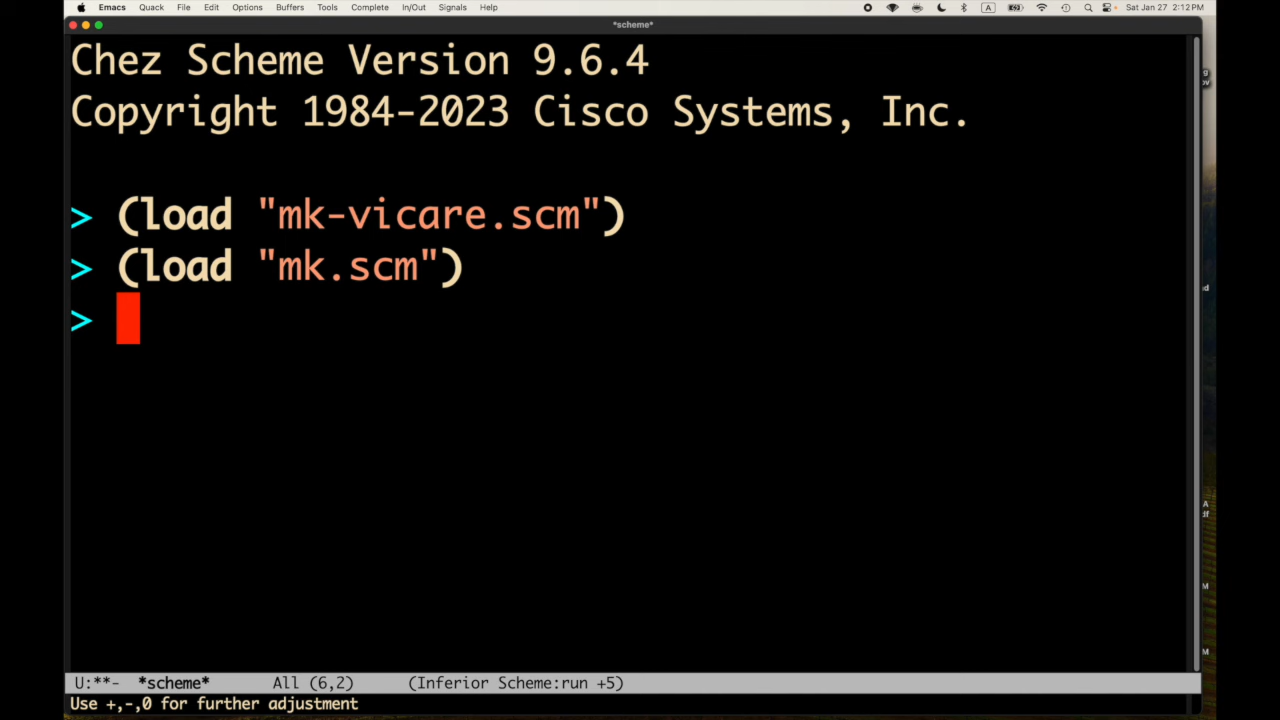 Emacs Quack File Edit Options Buffers Tools Complete In/Out Signals Help A Sat Jan 27 2:12PM
*scheme*
Chez Scheme Version 9.6.4
Copyright 1984-2023 Cisco Systems, Inc.
> (load "mk-vicare.scm")
> (load "mk.scm")
>
U:**- *scheme* All (6,2) (Inferior Scheme:run +5)
Use +,-,0 for further adjustment